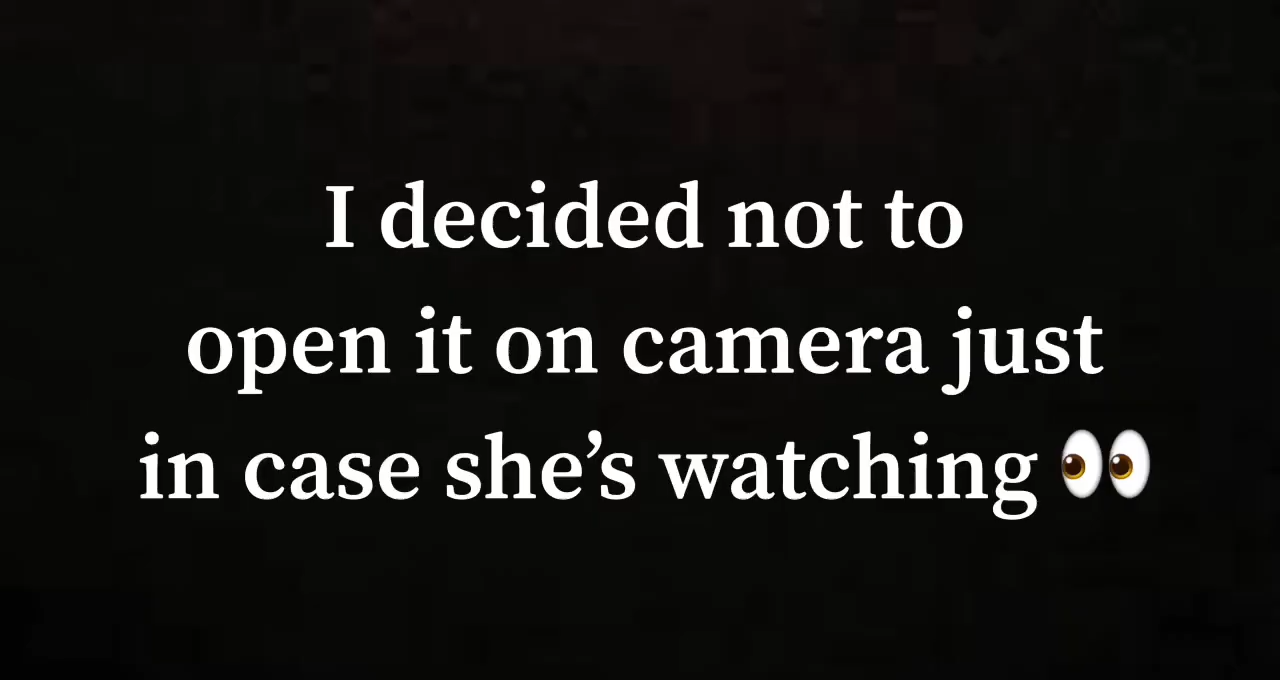 I decided not to
open it on camera just
in case she’s watching 👀